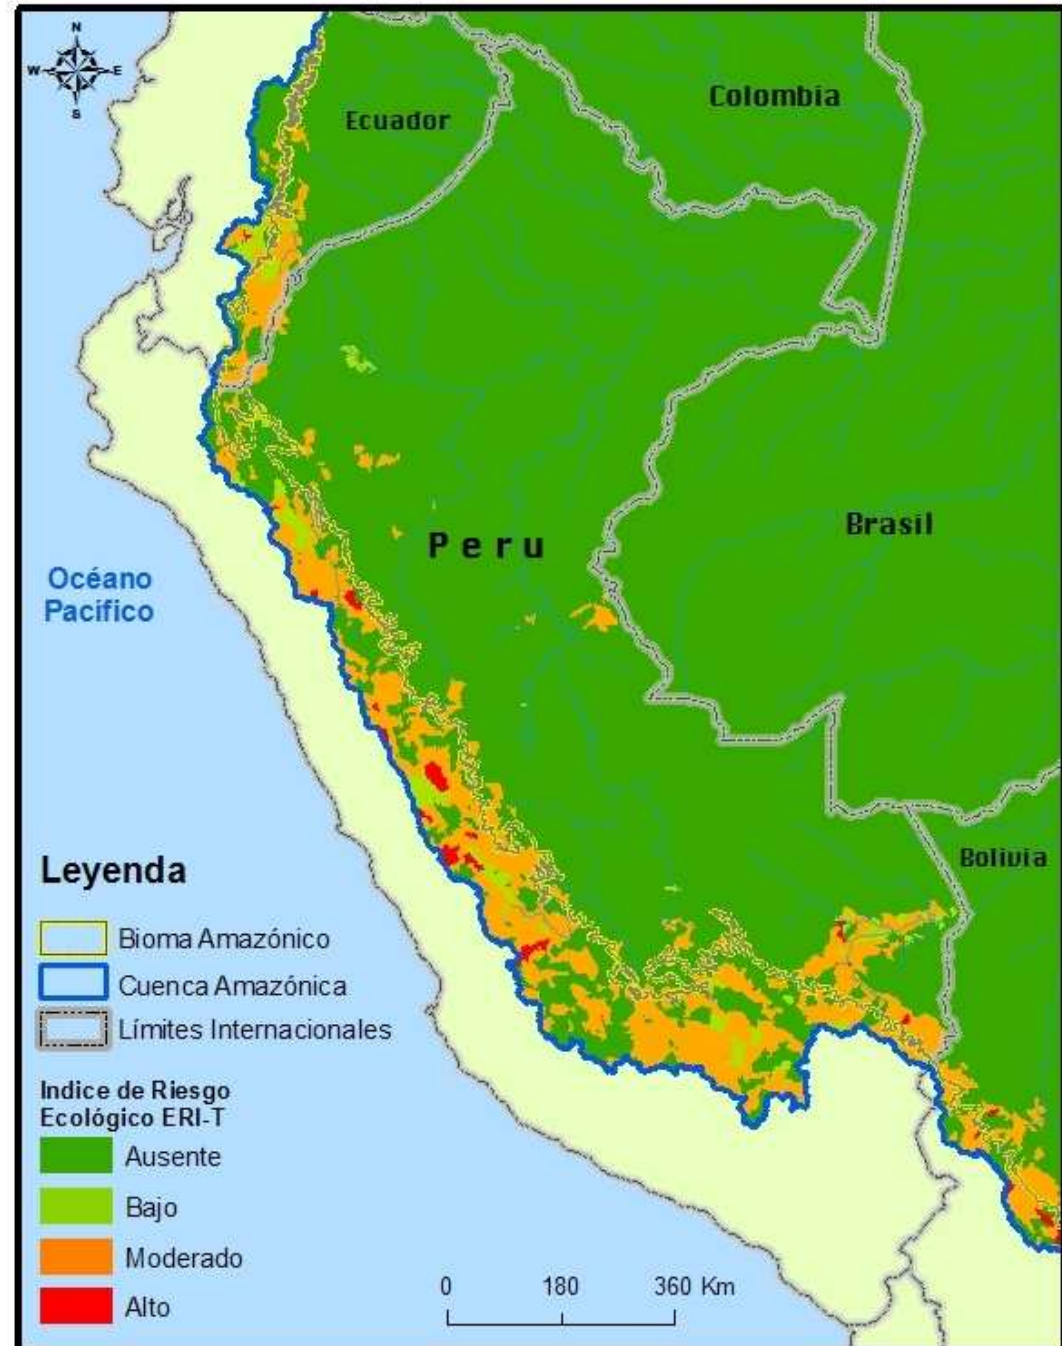 N
W E
S
Ecuador
Colombia
Peru
Brasil
Océano
Pacifico
Bolivia
Leyenda
Bioma Amazónico
Cuenca Amazónica
Límites Internacionales
Indice de Riesgo
Ecológico ERI-T
Ausente
Bajo
Moderado
Alto
0 180 360 Km